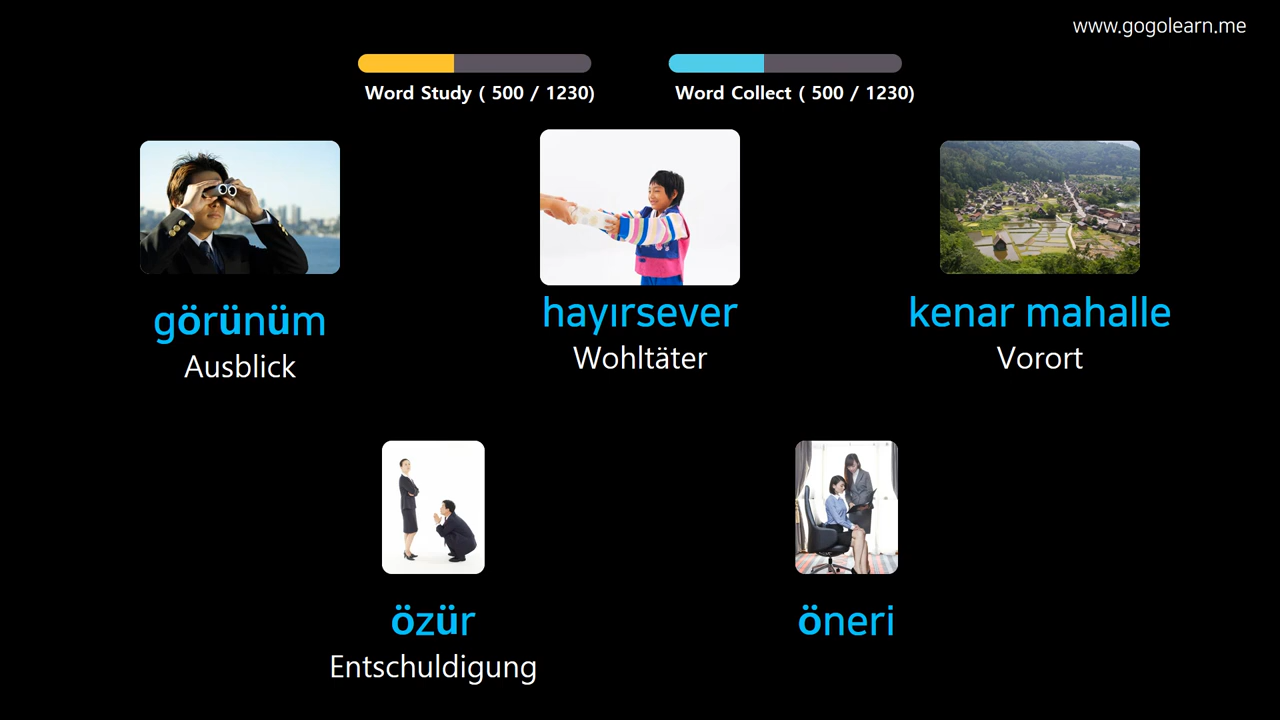 www.gogolearn.me
Word Study ( 500 / 1230)
Word Collect ( 500 / 1230)
görünüm
Ausblick
hayırsever
Wohltäter
kenar mahalle
Vorort
özür
Entschuldigung
öneri